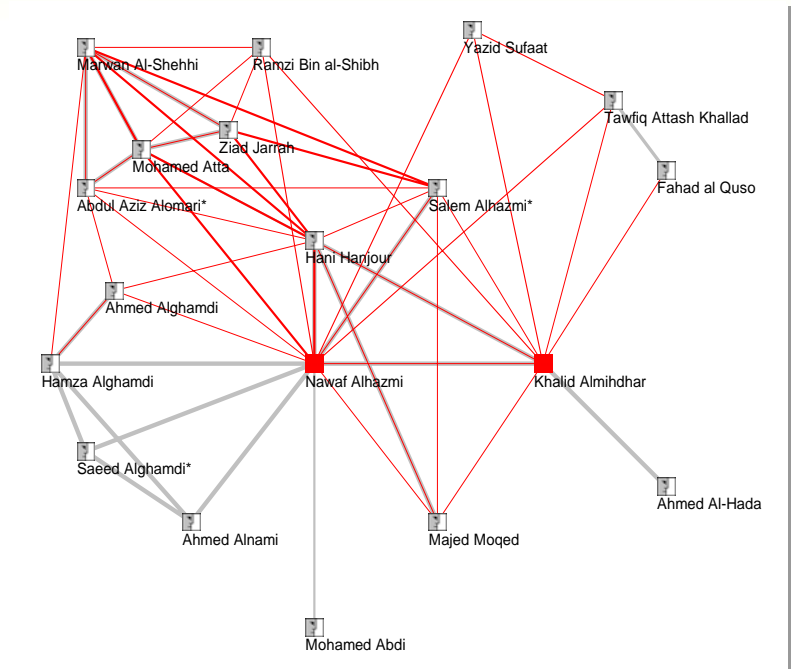 Marwan Al-Shehhi
Ramzi Bin al-Shibh
Yazid Sufaat
Tawfiq Attash Khallad
Ziad Jarrah
Mohamed Atta
Fahad al Quso
Abdul Aziz Alomari*
Salem Alhazmi*
Hani Hanjour
Ahmed Alghamdi
Hamza Alghamdi
Nawaf Alhazmi
Khalid Almihdhar
Saeed Alghamdi*
Ahmed Al-Hada
Ahmed Alnami
Majed Moqed
Mohamed Abdi